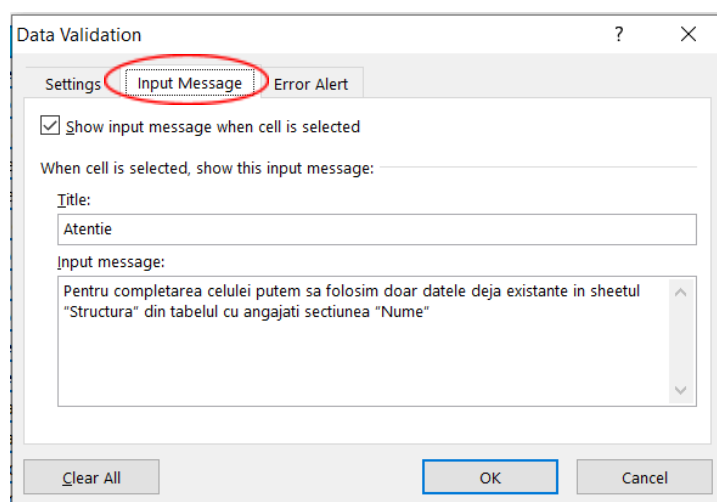 Data Validation ?
Settings Input Message Error Alert
Show input message when cell is selected
When cell is selected, show this input message:
Title:
Atentie
Input message:
Pentru completarea celulei putem sa folosim doar datele deja existante in sheetul
"Structura" din tabelul cu angajati sectiunea "Nume"
Clear All OK Cancel